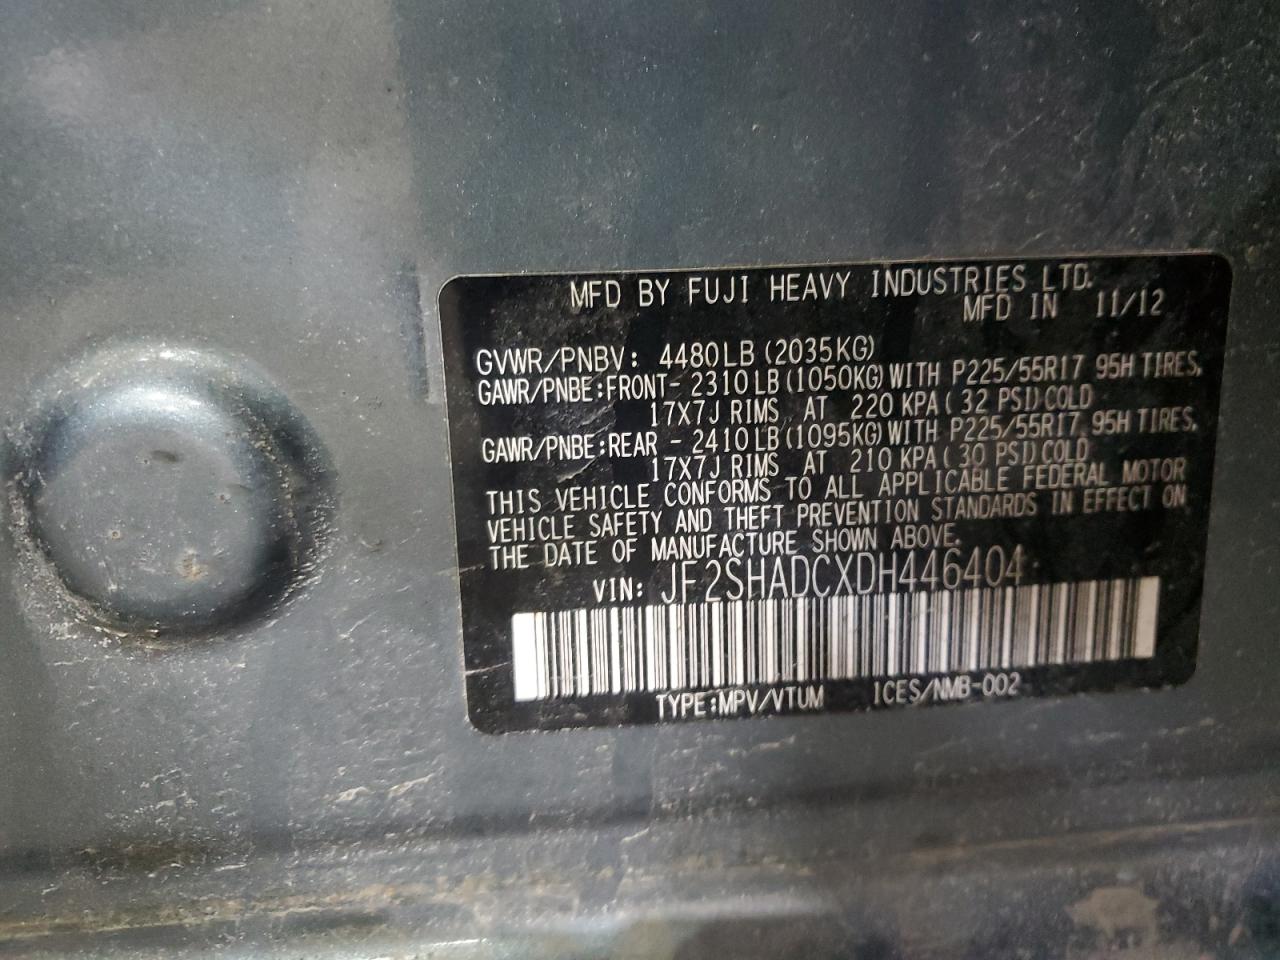 MFD BY FUJI HEAVY INDUSTRIES LTD.
MFD IN 11/12
GVWR/PNBV: 4480LB(2035KG)
GAWR/PNBE:FRONT- 2310LB(1050KG)WITH P225/55R17 95H TIRES,
17X7J RIMS, AT 220 KPA( 32 PSI)COLD
GAWR/PNBE:REAR - 2410LB(1095KG)WITH P225/55R17 95H TIRES,
17X7J RIMS AT 210 KPA( 30 PSI)COLD
THIS VEHICLE CONFORMS TO ALL APPLICABLE FEDERAL MOTOR
VEHICLE SAFETY AND THEFT PREVENTION STANDARDS IN EFFECT ON
THE DATE OF MANUFACTURE SHOWN ABOVE.
VIN: JF2SHADCXDH446404
TYPE:MPV/VTUM ICES/NMB-002